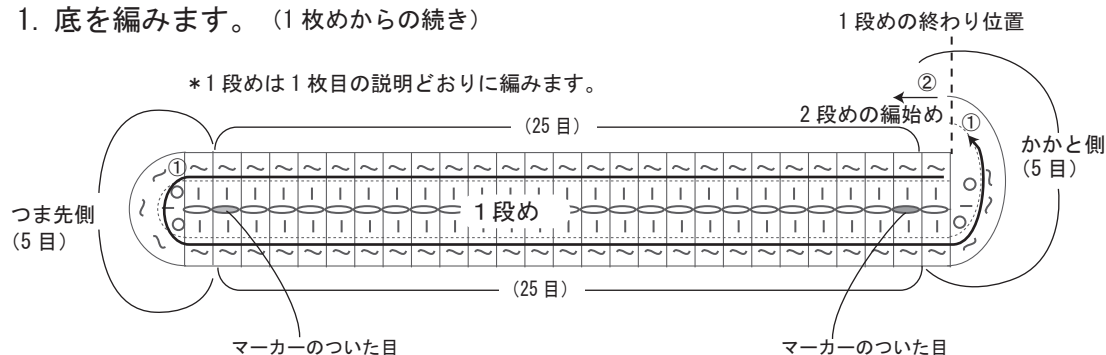 1. 底を編みます。（1 枚めからの続き）
1 段めの終わり位置
*1 段めは 1 枚目の説明どおりに編みます。
②
2 段めの編始め
①
（25 目）
かかと側
（5 目）
①
つま先側
（5 目）
1 段め
（25 目）
マーカーのついた目
マーカーのついた目